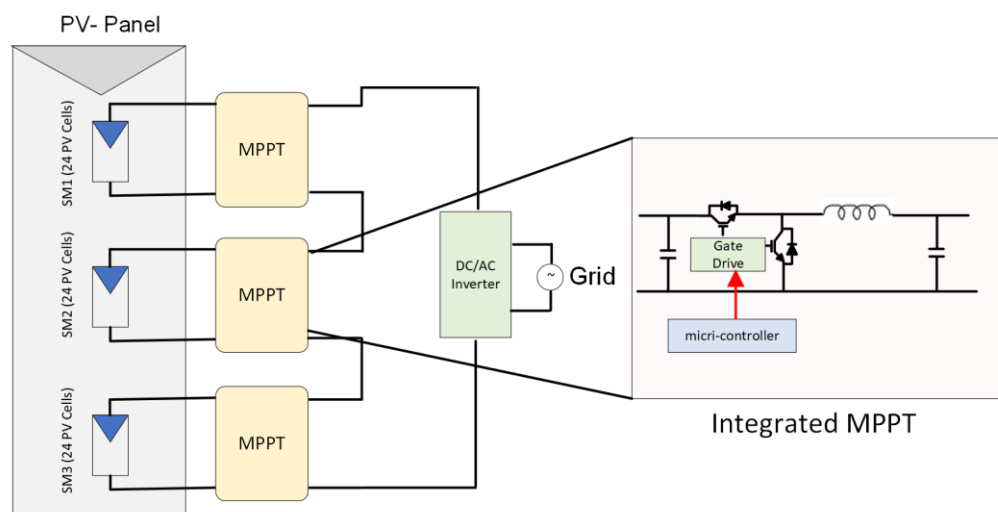 PV- Panel
SM1 (24 PV Cells)
MPPT
SM2 (24 PV Cells)
MPPT
SM3 (24 PV Cells)
MPPT
DC/AC
Inverter
~
Grid
Gate
Drive
micri-controller
Integrated MPPT